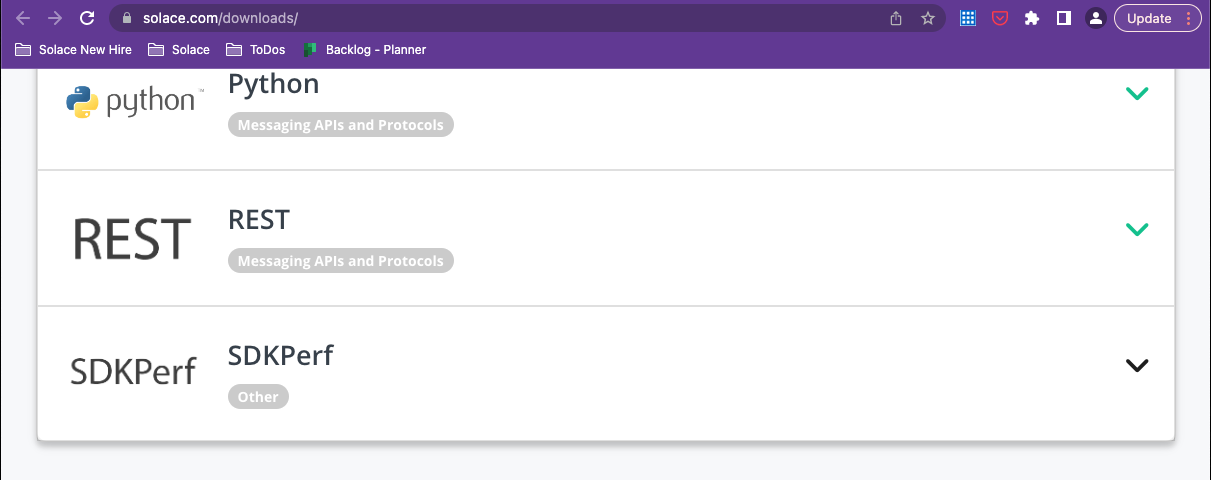 solace.com/downloads/
Update
Solace New Hire Solace ToDos Backlog - Planner
python™
Python
Messaging APIs and Protocols
REST
REST
Messaging APIs and Protocols
SDKPerf
SDKPerf
Other